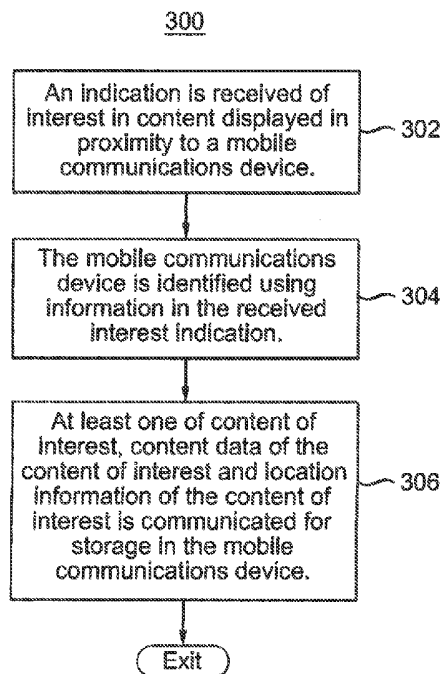 300
An indication is received of
interest in content displayed in
proximity to a mobile
communications device.
302
The mobile communications
device is identified using
information in the received
interest indication.
304
At least one of content of
interest, content data of the
content of interest and location
information of the content of
interest is communicated for
storage in the mobile
communications device.
306
Exit